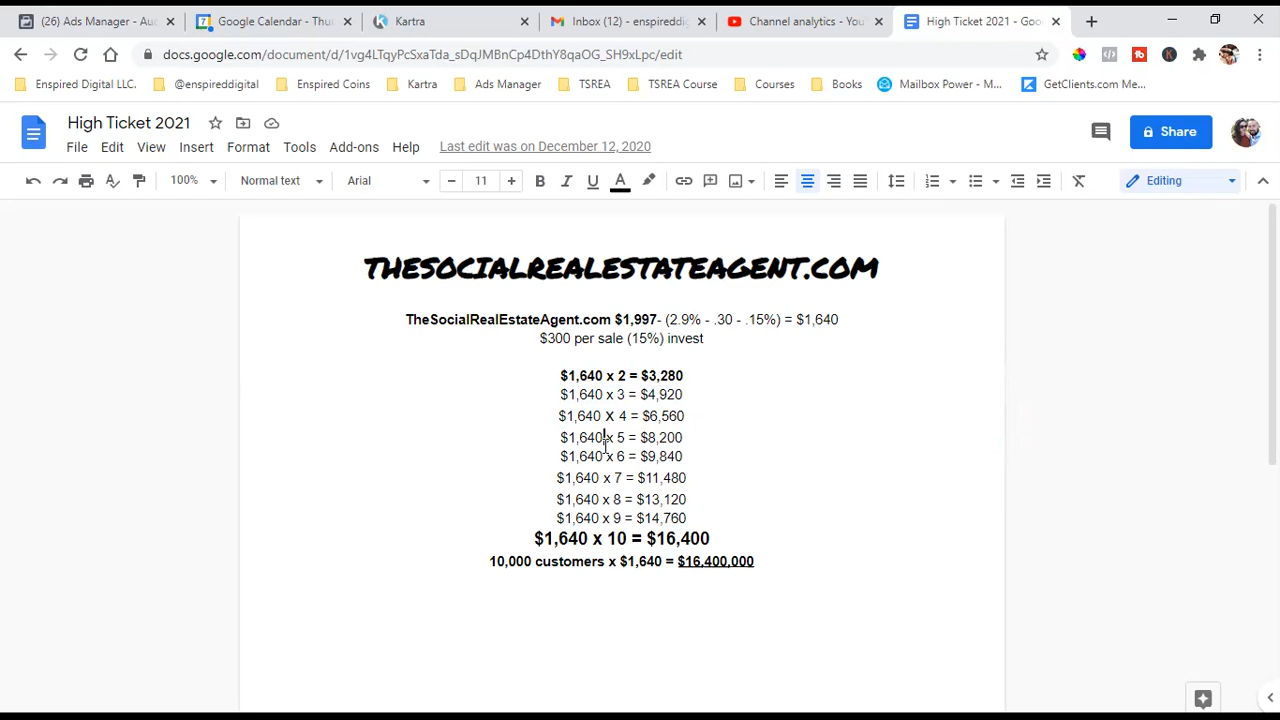 (26) Ads Manager - Au
Google Calendar - Thu
Kartra
Inbox (12) - enspireddig
Channel analytics - You
High Ticket 2021 - Goo
docs.google.com/document/d/1vg4LTqyPcSxaTda_sDqJMBnCp4DthY8qaOG_SH9xLpc/edit
Enspired Digital LLC.
@enspireddigital
Enspired Coins
Kartra
Ads Manager
TSREA
TSREA Course
Courses
Books
Mailbox Power - M...
GetClients.com Me...
High Ticket 2021
Share
File Edit View Insert Format Tools Add-ons Help Last edit was on December 12, 2020
100% Normal text Arial 11 Editing
THESOCIALREALESTATEAGENT.COM
TheSocialRealEstateAgent.com $1,997- (2.9% - .30 - .15%) = $1,640
$300 per sale (15%) invest
$1,640 x 2 = $3,280
$1,640 x 3 = $4,920
$1,640 x 4 = $6,560
$1,640 x 5 = $8,200
$1,640 x 6 = $9,840
$1,640 x 7 = $11,480
$1,640 x 8 = $13,120
$1,640 x 9 = $14,760
$1,640 x 10 = $16,400
10,000 customers x $1,640 = $16,400,000